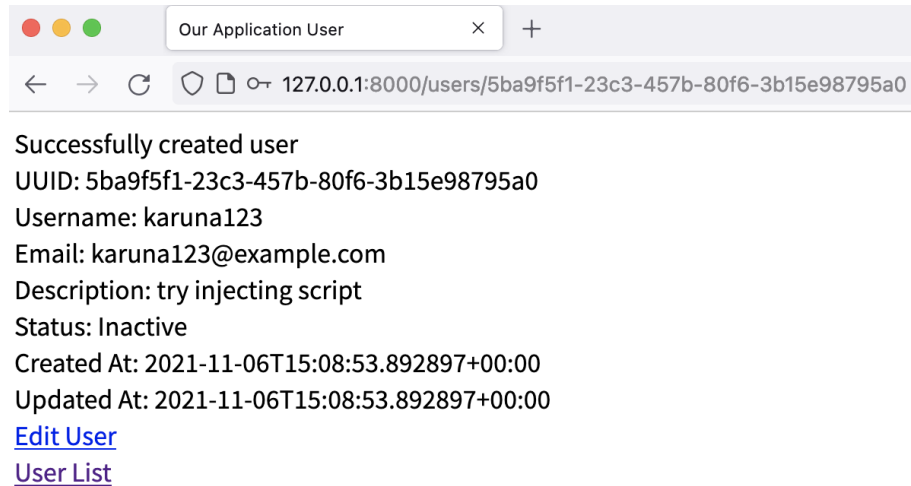 Our Application User
127.0.0.1:8000/users/5ba9f5f1-23c3-457b-80f6-3b15e98795a0
Successfully created user
UUID: 5ba9f5f1-23c3-457b-80f6-3b15e98795a0
Username: karuna123
Email: karuna123@example.com
Description: try injecting script
Status: Inactive
Created At: 2021-11-06T15:08:53.892897+00:00
Updated At: 2021-11-06T15:08:53.892897+00:00
Edit User
User List